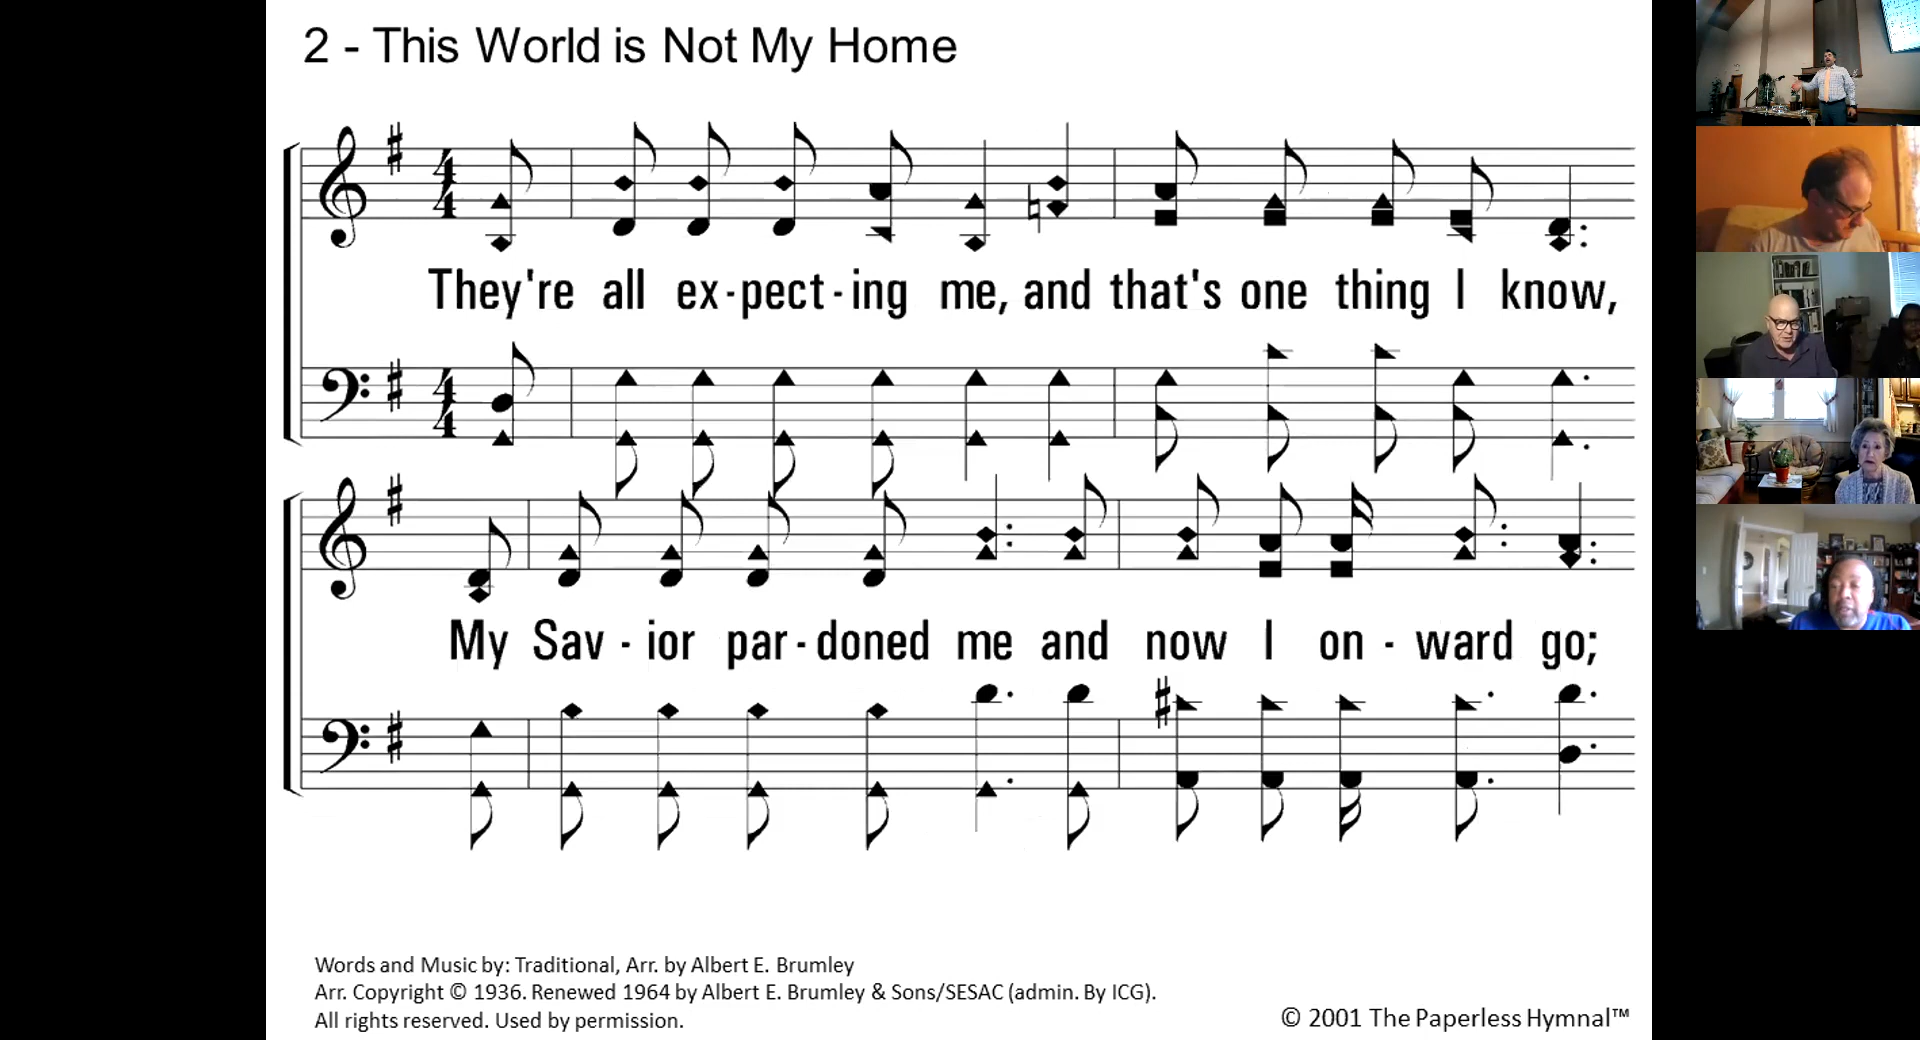 2 - This World is Not My Home
They're all ex-pect-ing me, and that's one thing I know,
My Sav - ior par-doned me and now I on - ward go;
Words and Music by: Traditional, Arr. by Albert E. Brumley
Arr. Copyright © 1936. Renewed 1964 by Albert E. Brumley & Sons/SESAC (admin. By ICG).
All rights reserved. Used by permission.
© 2001 The Paperless Hymnal™